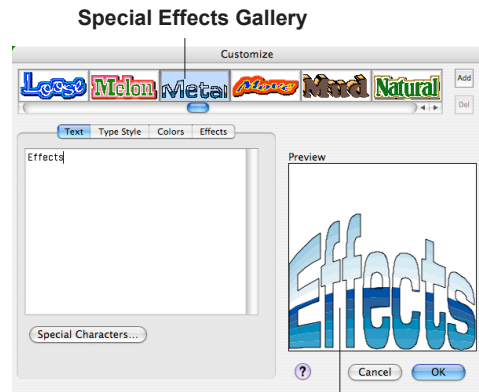 Special Effects Gallery
Customize
Loose Melon Metal Move Mud Natural Add
Del
Text Type Style Colors Effects
Effects
Preview
Effects
Special Characters...
? Cancel OK